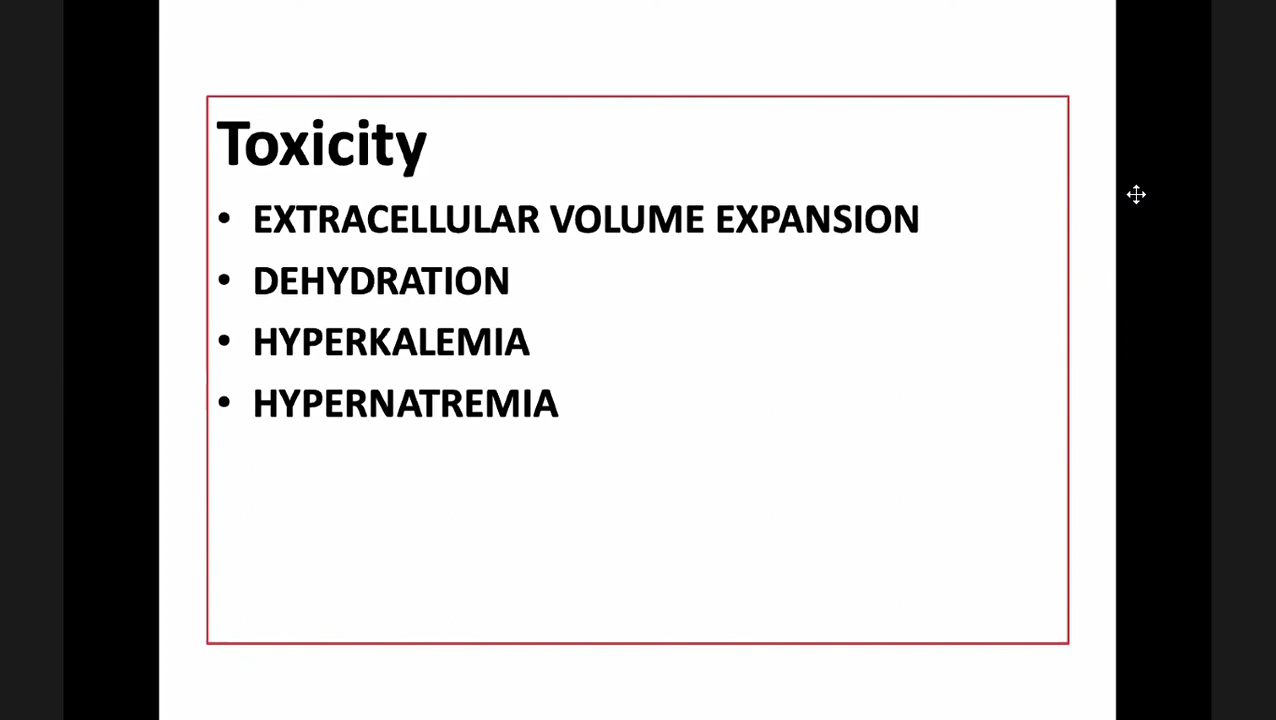 Toxicity
• EXTRACELLULAR VOLUME EXPANSION
• DEHYDRATION
• HYPERKALEMIA
• HYPERNATREMIA